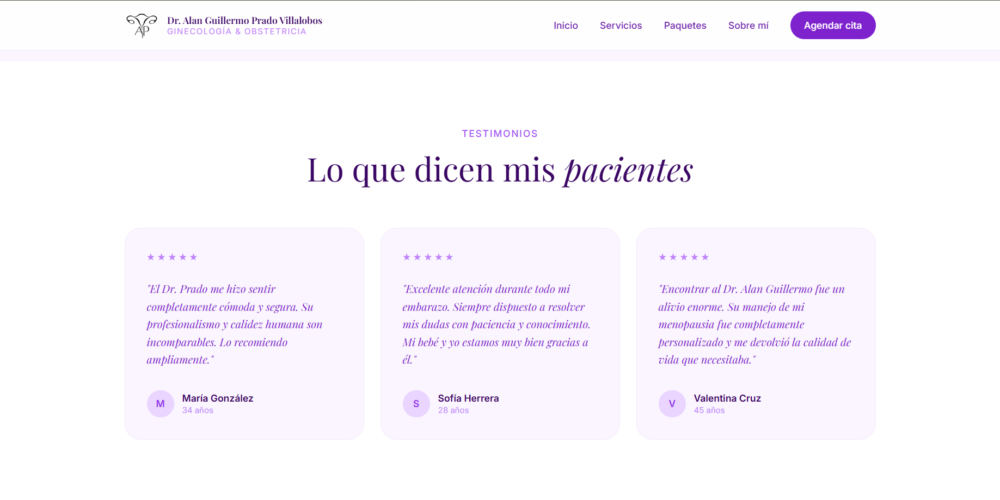 Dr. Alan Guillermo Prado Villalobos
GINECOLOGÍA & OBSTETRICIA
AP
Inicio
Servicios
Paquetes
Sobre mí
Agendar cita
TESTIMONIOS
Lo que dicen mis pacientes
★★★★★
"El Dr. Prado me hizo sentir
completamente cómoda y segura. Su
profesionalismo y calidez humana son
incomparables. Lo recomiendo
ampliamente."
M
María González
34 años
★★★★★
"Excelente atención durante todo mi
embarazo. Siempre dispuesto a resolver
mis dudas con paciencia y conocimiento.
Mi bebé y yo estamos muy bien gracias a
él."
S
Sofía Herrera
28 años
★★★★★
"Encontrar al Dr. Alan Guillermo fue un
alivio enorme. Su manejo de mi
menopausia fue completamente
personalizado y me devolvió la calidad de
vida que necesitaba."
V
Valentina Cruz
45 años